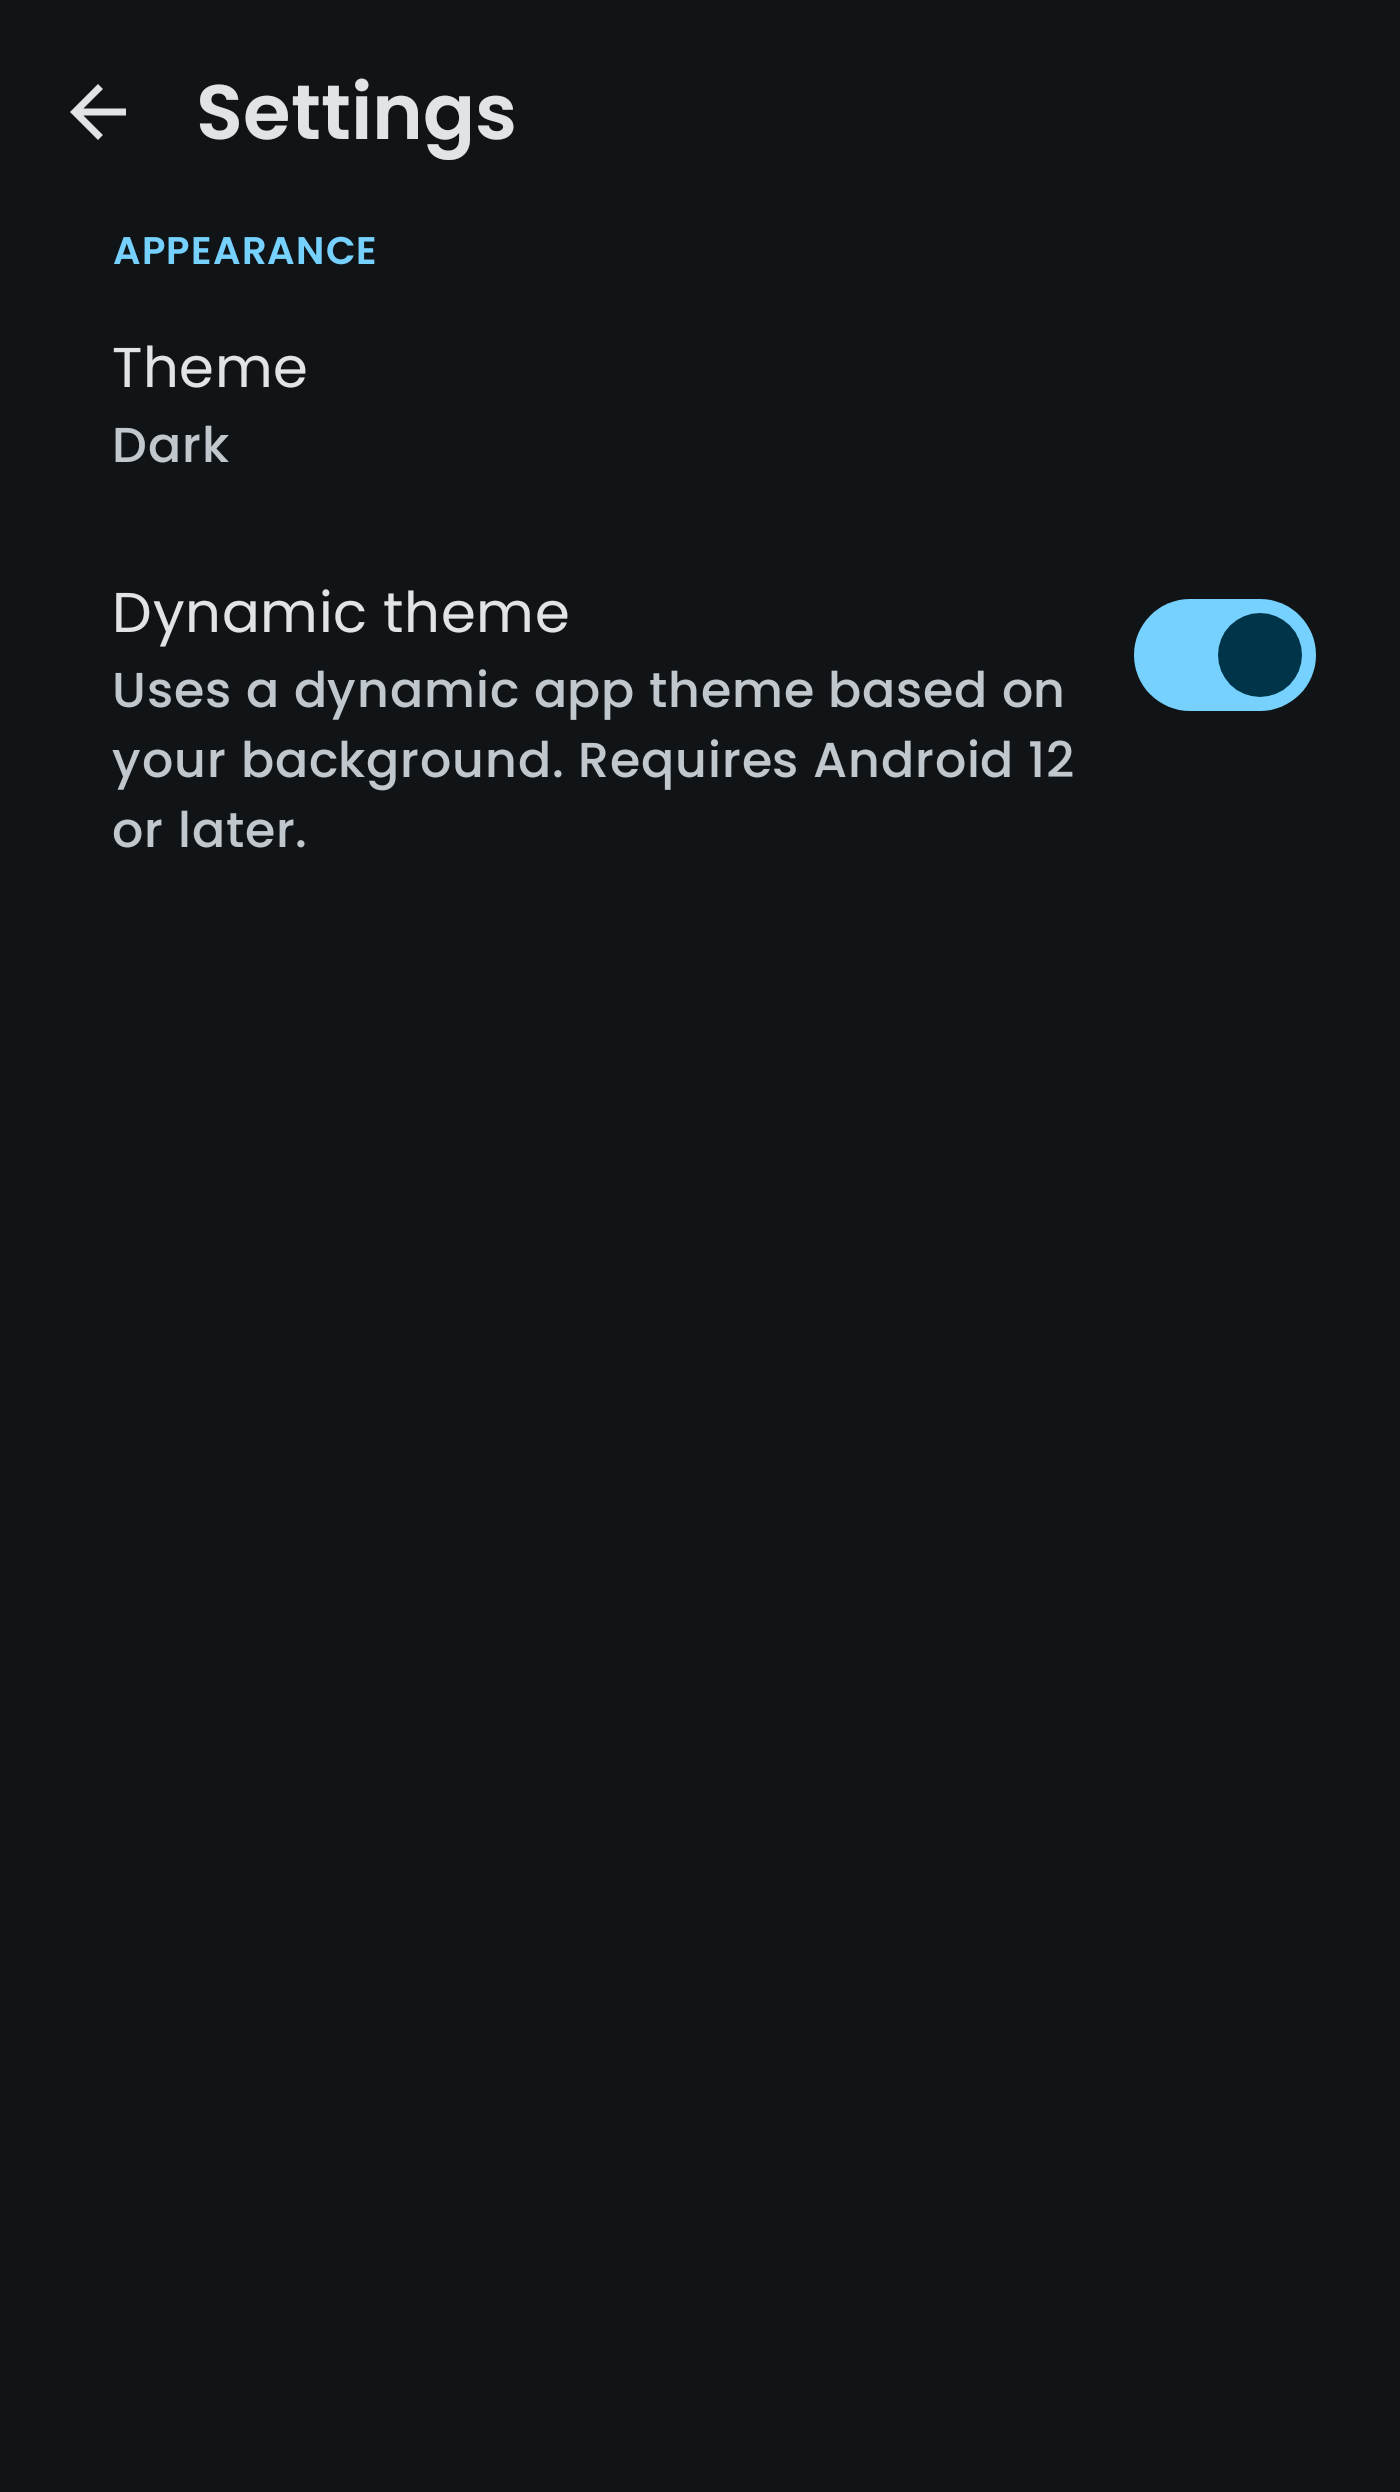 Settings
APPEARANCE
Theme
Dark
Dynamic theme
Uses a dynamic app theme based on
your background. Requires Android 12
or later.